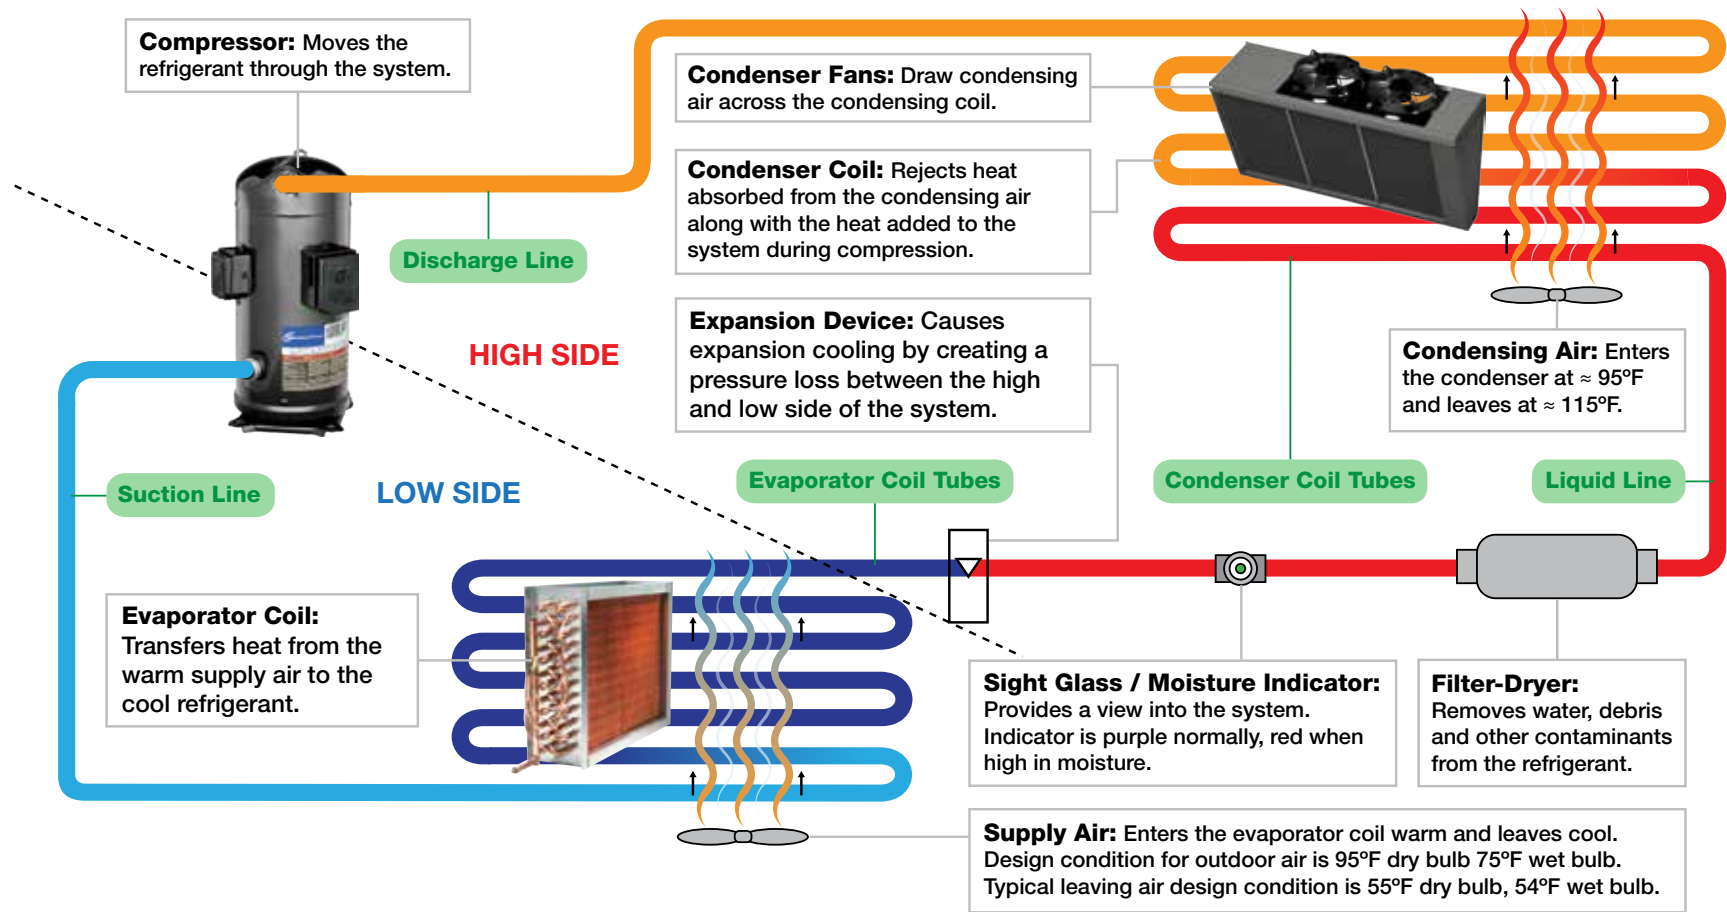 Compressor: Moves the
refrigerant through the system.
Condenser Fans: Draw condensing
air across the condensing coil.
Condenser Coil: Rejects heat
absorbed from the condensing air
along with the heat added to the
system during compression.
Discharge Line
HIGH SIDE
Expansion Device: Causes
expansion cooling by creating a
pressure loss between the high
and low side of the system.
Condensing Air: Enters
the condenser at ≈ 95ºF
and leaves at ≈ 115ºF.
Suction Line
LOW SIDE
Evaporator Coil Tubes
Condenser Coil Tubes
Liquid Line
Evaporator Coil:
Transfers heat from the
warm supply air to the
cool refrigerant.
Sight Glass / Moisture Indicator:
Provides a view into the system.
Indicator is purple normally, red when
high in moisture.
Filter-Dryer:
Removes water, debris
and other contaminants
from the refrigerant.
Supply Air: Enters the evaporator coil warm and leaves cool.
Design condition for outdoor air is 95ºF dry bulb 75ºF wet bulb.
Typical leaving air design condition is 55ºF dry bulb, 54ºF wet bulb.